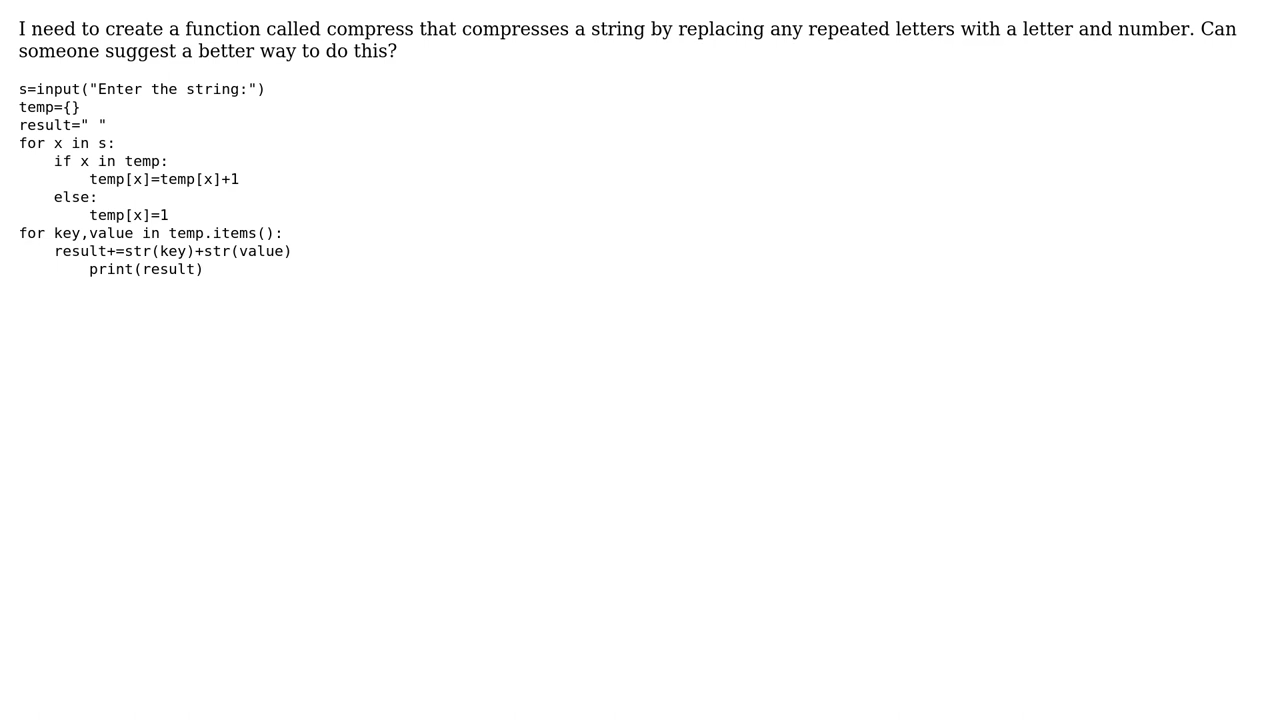 I need to create a function called compress that compresses a string by replacing any repeated letters with a letter and number. Can
someone suggest a better way to do this?
s=input("Enter the string:")
temp={}
result=" "
for x in s:
    if x in temp:
        temp[x]=temp[x]+1
    else:
        temp[x]=1
for key,value in temp.items():
    result+=str(key)+str(value)
        print(result)